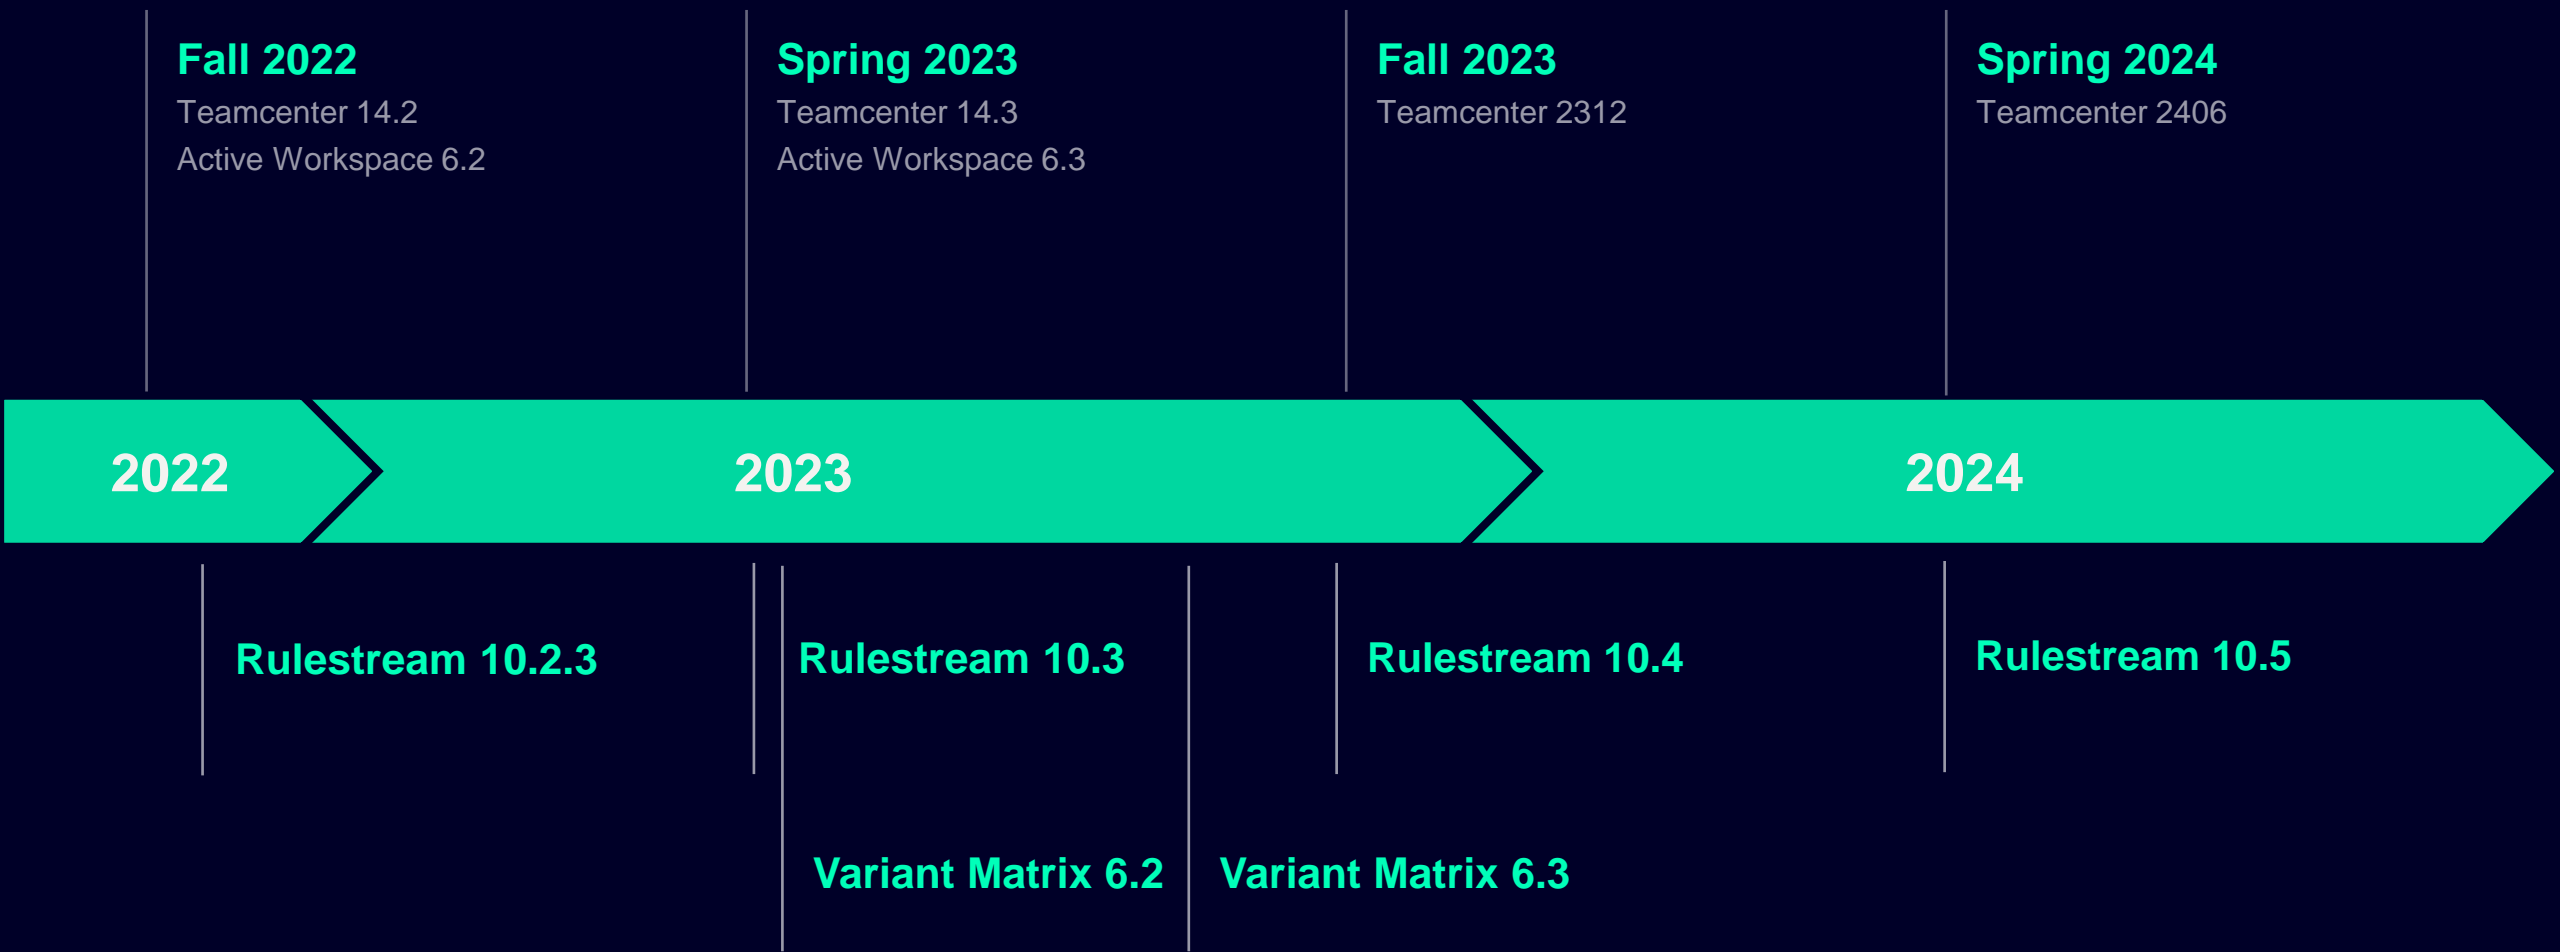 Fall 2022
Teamcenter 14.2
Active Workspace 6.2
Spring 2023
Teamcenter 14.3
Active Workspace 6.3
Fall 2023
Teamcenter 2312
Spring 2024
Teamcenter 2406
2022
2023
2024
Rulestream 10.2.3
Rulestream 10.3
Rulestream 10.4
Rulestream 10.5
Variant Matrix 6.2
Variant Matrix 6.3